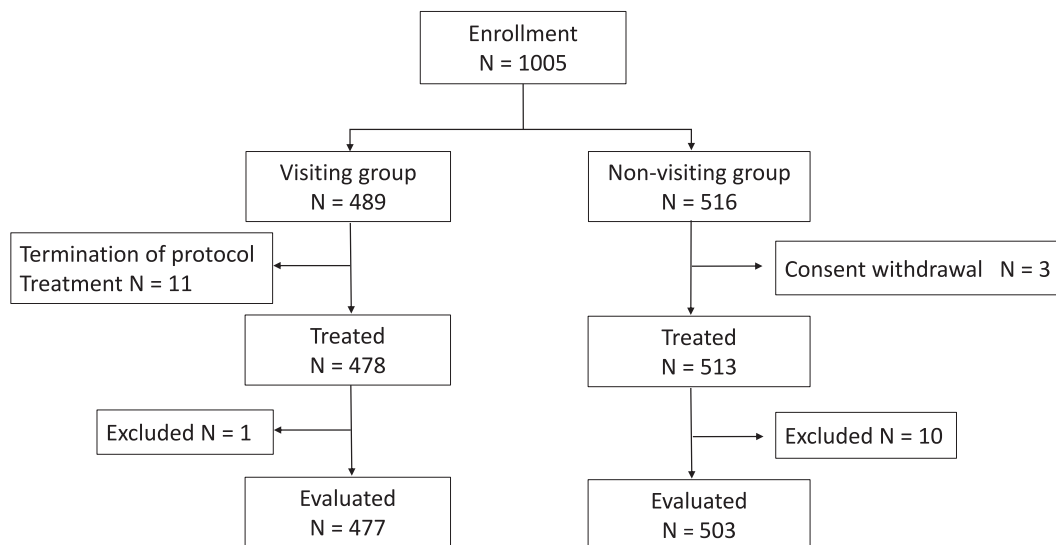 Enrollment
N = 1005
Visiting group
N = 489
Non-visiting group
N = 516
Termination of protocol
Treatment N = 11
Consent withdrawal N = 3
Treated
N = 478
Treated
N = 513
Excluded N = 1
Excluded N = 10
Evaluated
N = 477
Evaluated
N = 503